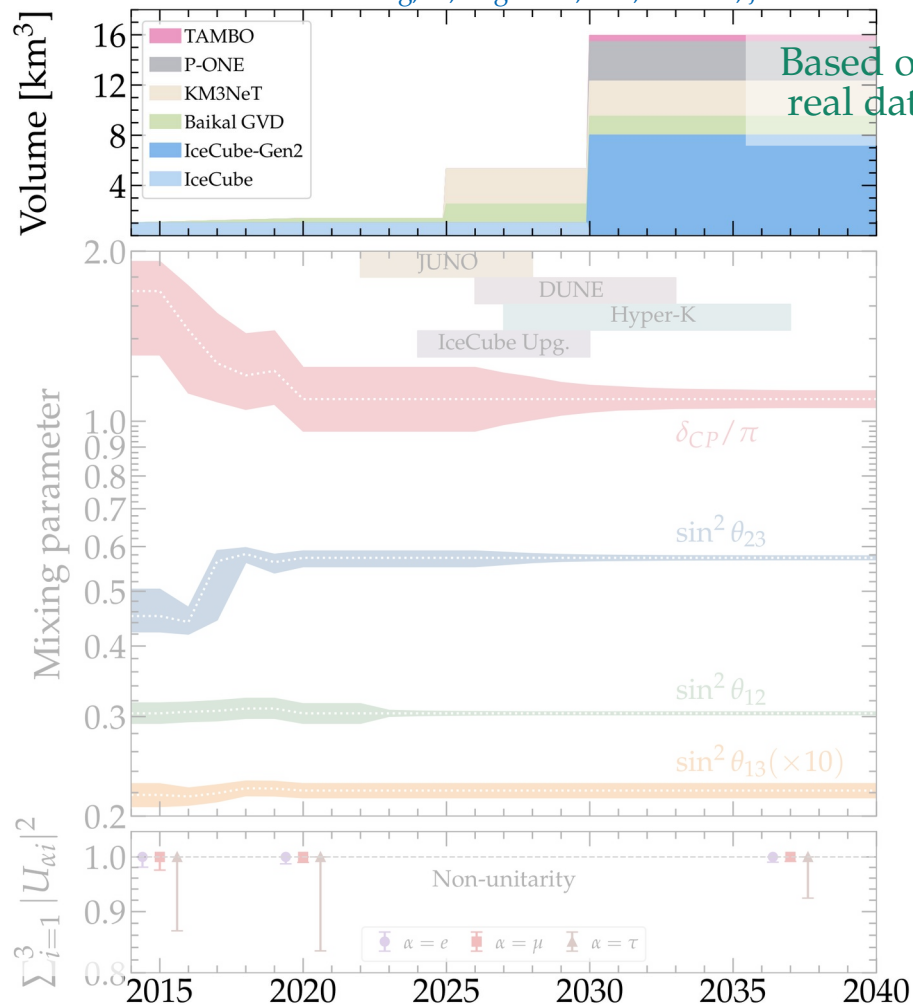 Volume [km³]
16
12
8
4
TAMBO
P-ONE
KM3NeT
Baikal GVD
IceCube-Gen2
IceCube
Based
real
2.0
1.0
0.9
0.8
0.7
0.6
0.5
0.4
0.3
0.2
Mixing parameter
JUNO
DUNE
Hyper-K
IceCube Upg.
δ_CP/π
sin² θ₂₃
sin² θ₁₂
sin² θ₁₃(×10)
Σ³ᵢ₌₁ |U_αi|²
1.0
0.9
0.8
Non-unitarity
α = e
α = μ
α = τ
2015 2020 2025 2030 2035 2040